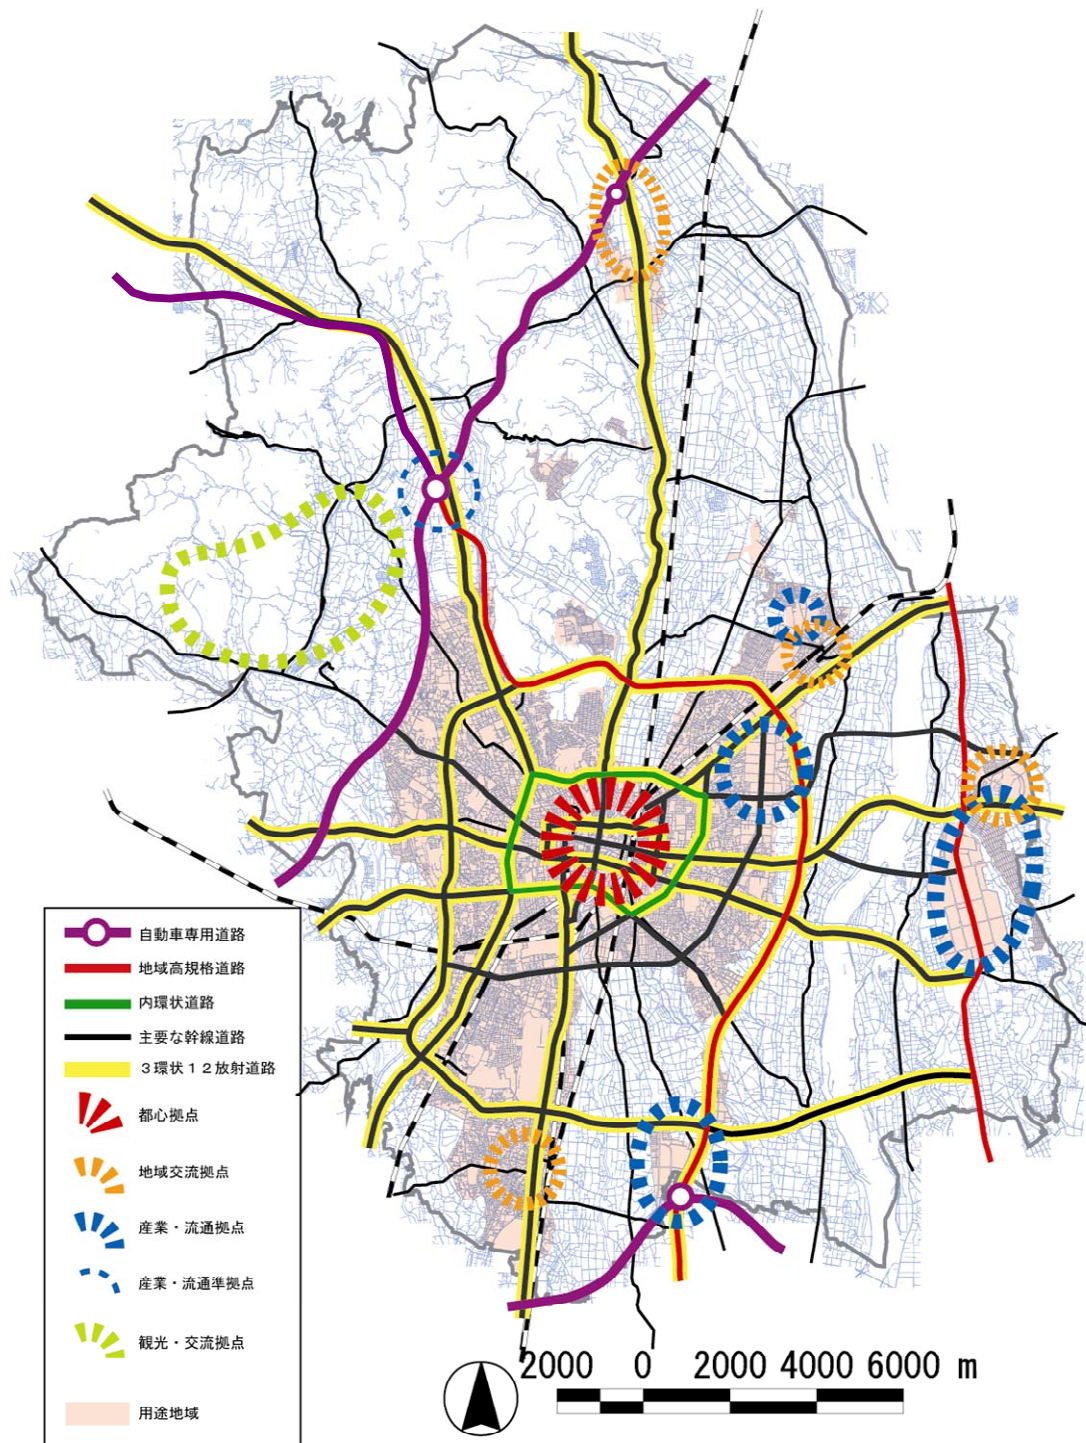 自動車専用道路
地域高規格道路
内環状道路
主要な幹線道路
３環状１２放射道路
都心拠点
地域交流拠点
産業・流通拠点
産業・流通準拠点
観光・交流拠点
用途地域
2000 0 2000 4000 6000 m